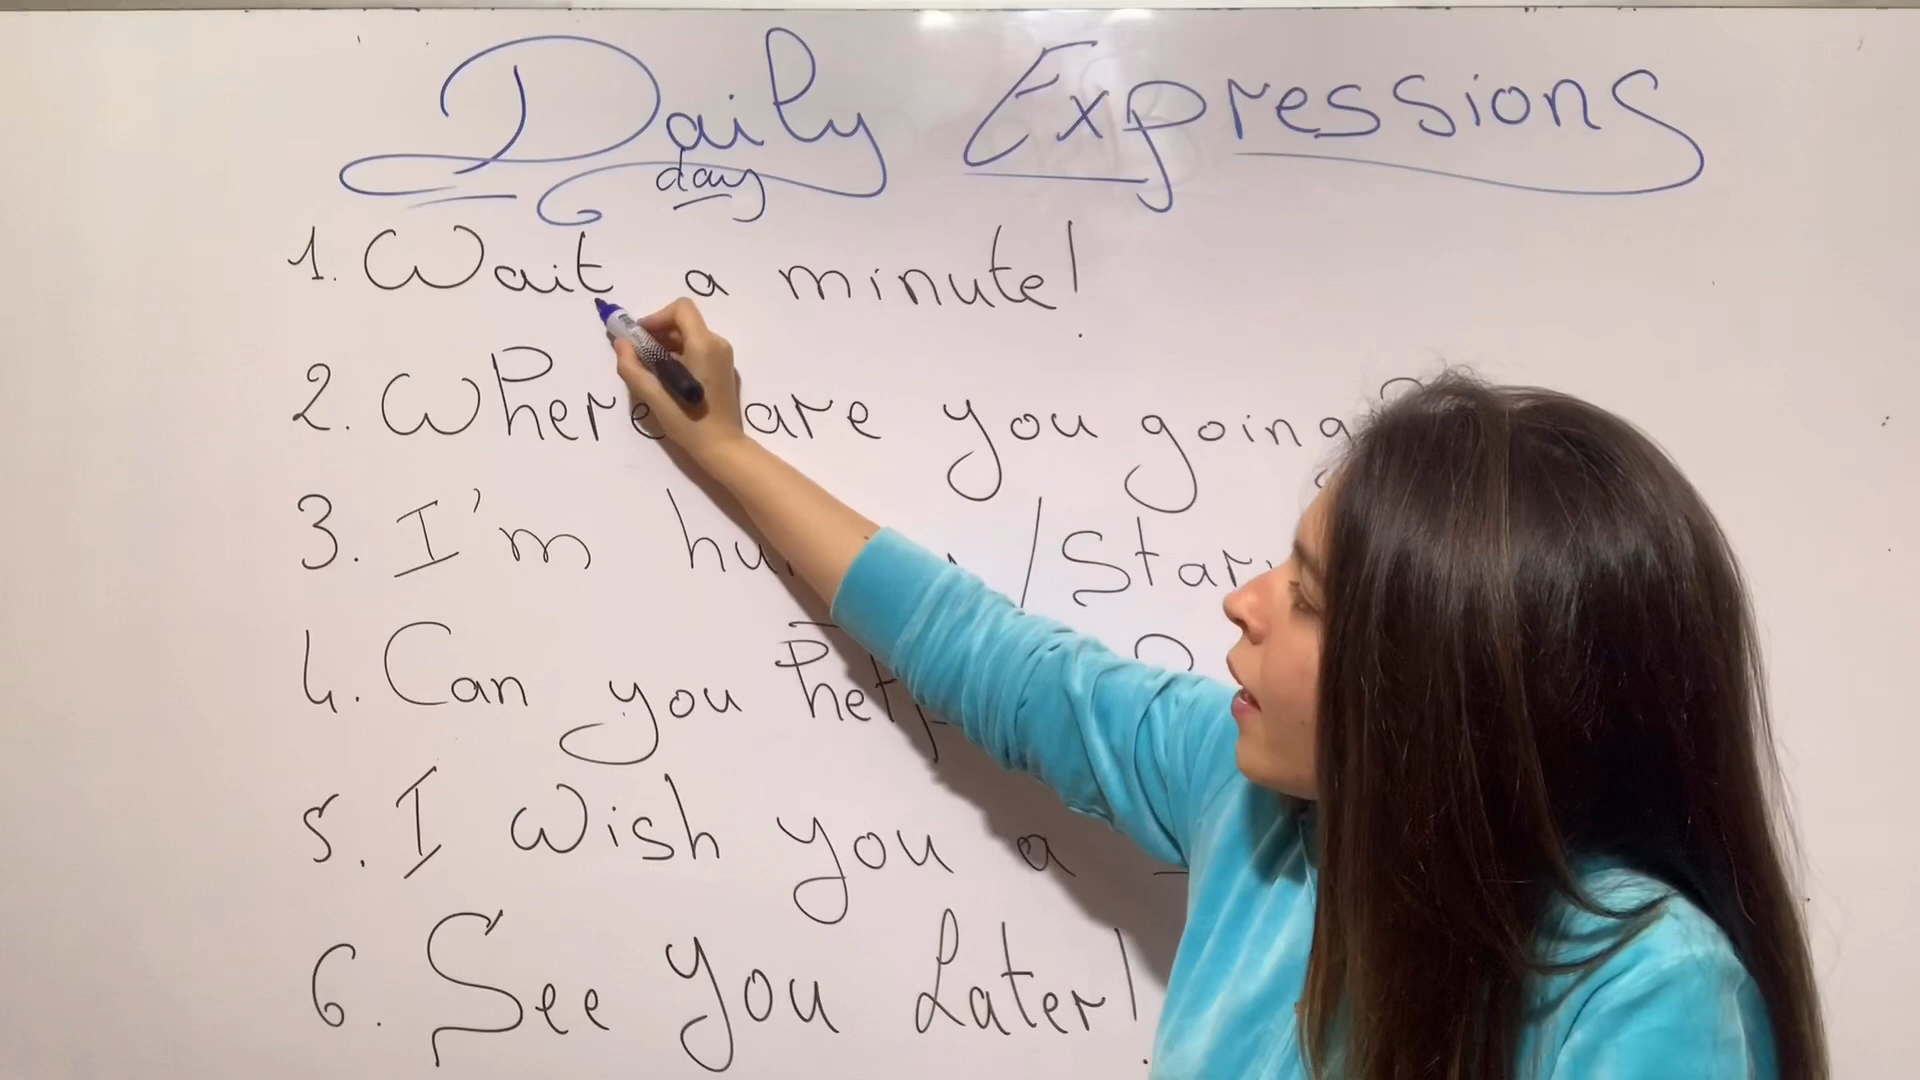 Daily Expressions
day
1. Wait a minute!
2. Where are you going?
3. I'm /
4. Can you
5. I wish you a
6. See you Later!